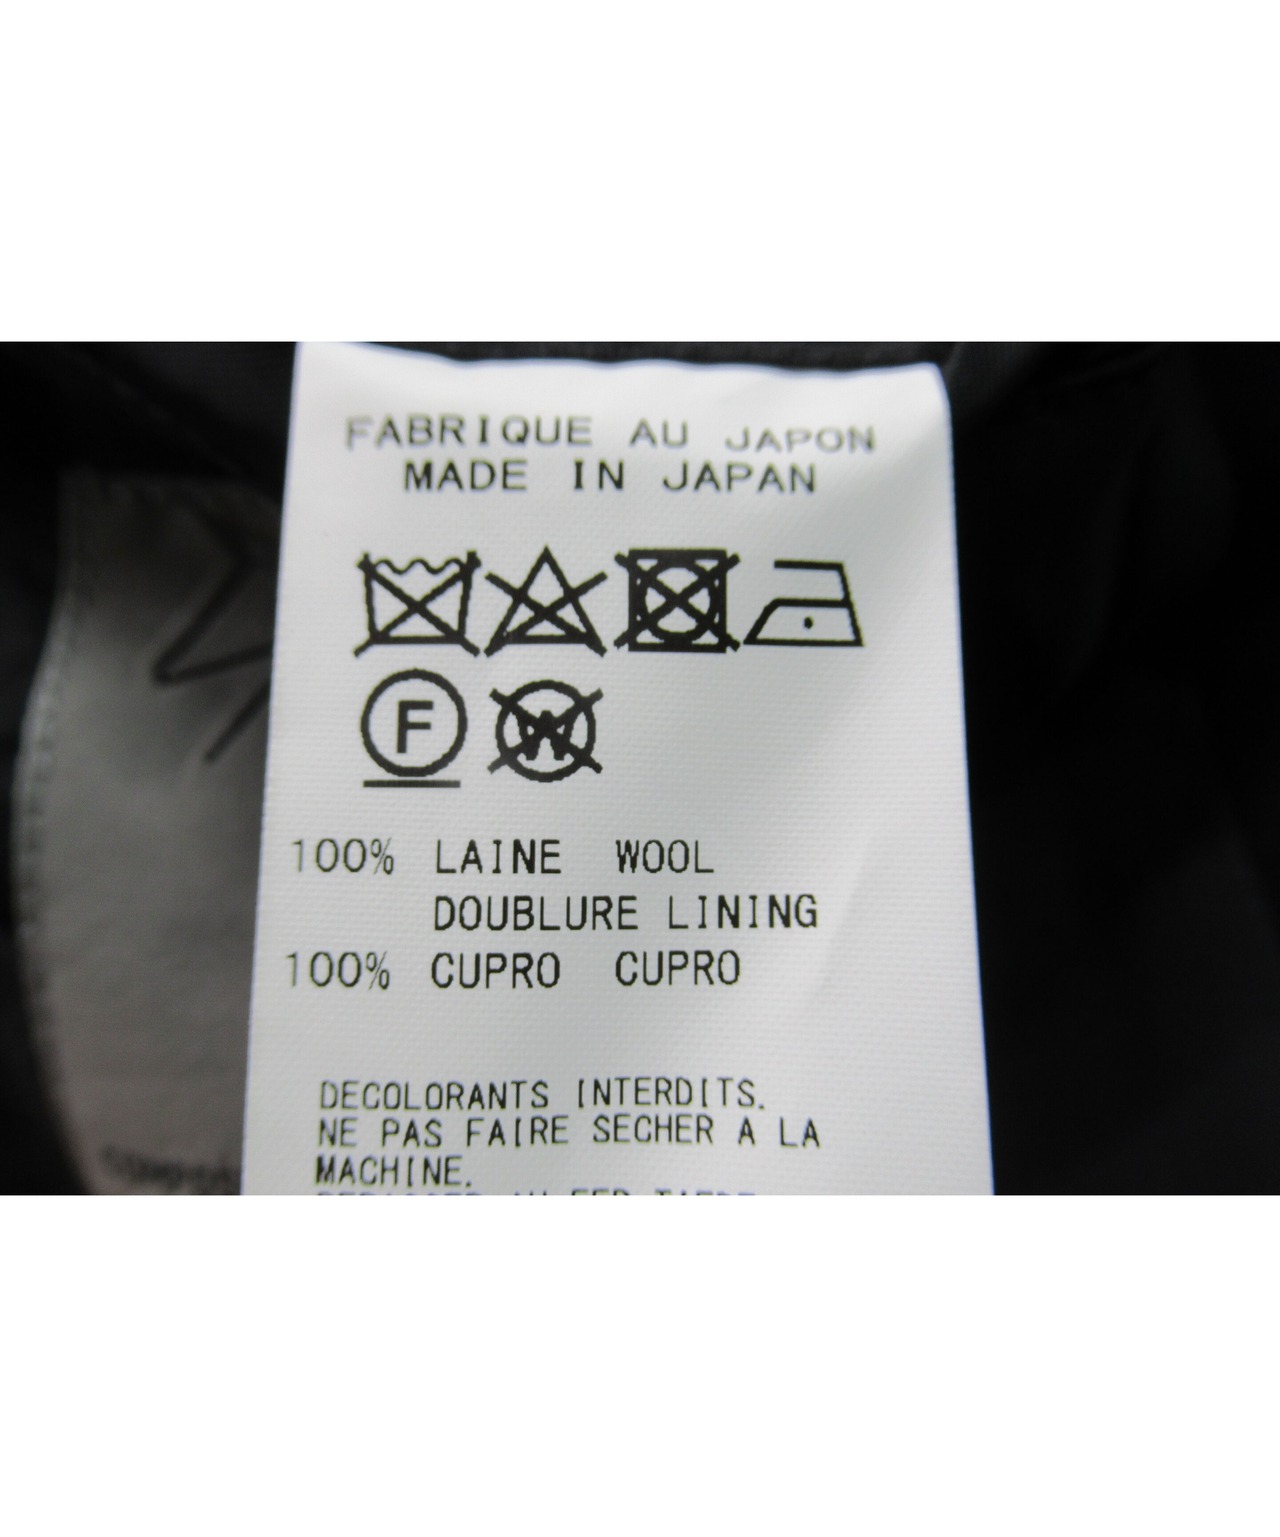 FABRIQUE AU JAPON
MADE IN JAPAN
F W
100% LAINE WOOL
DOUBLURE LINING
100% CUPRO CUPRO
DECOLORANTS INTERDITS.
NE PAS FAIRE SECHER A LA
MACHINE.